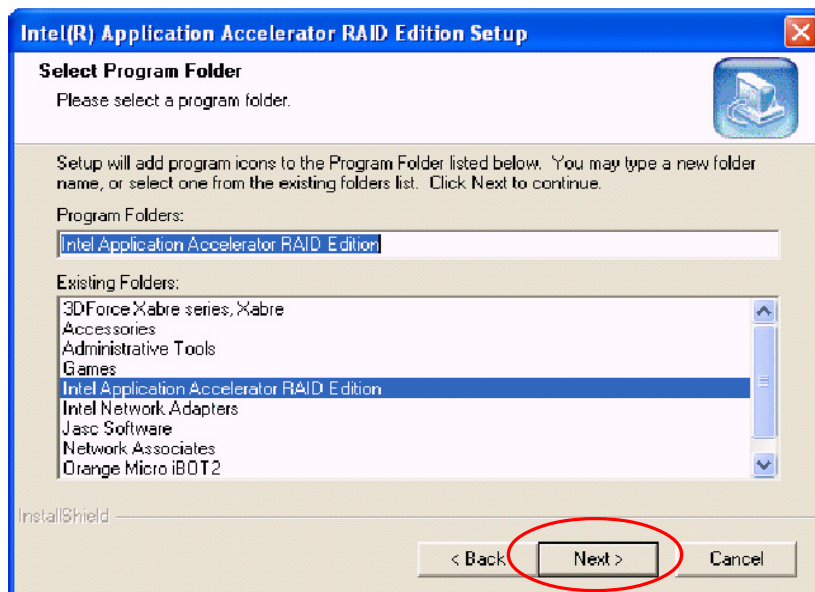 Intel(R) Application Accelerator RAID Edition Setup
Select Program Folder
Please select a program folder.
Setup will add program icons to the Program Folder listed below. You may type a new folder
name, or select one from the existing folders list. Click Next to continue.
Program Folders:
Intel Application Accelerator RAID Edition
Existing Folders:
3DForce Xabre series, Xabre
Accessories
Administrative Tools
Games
Intel Application Accelerator RAID Edition
Intel Network Adapters
Jasc Software
Network Associates
Orange Micro iBOT2
InstallShield
< Back
Next >
Cancel